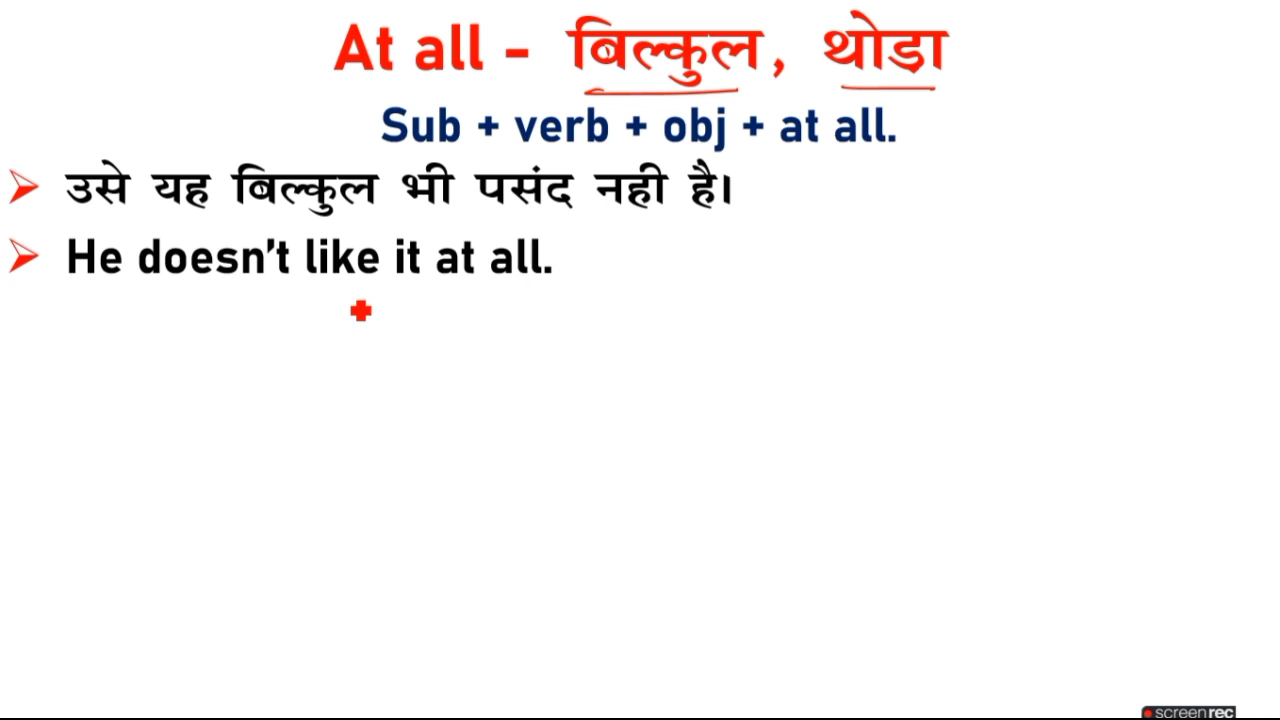 At all - बिल्कुल, थोडा
Sub + verb + obj + at all.
उसे यह बिल्कुल भी पसंद नही है।
He doesn't like it at all.
screenrec